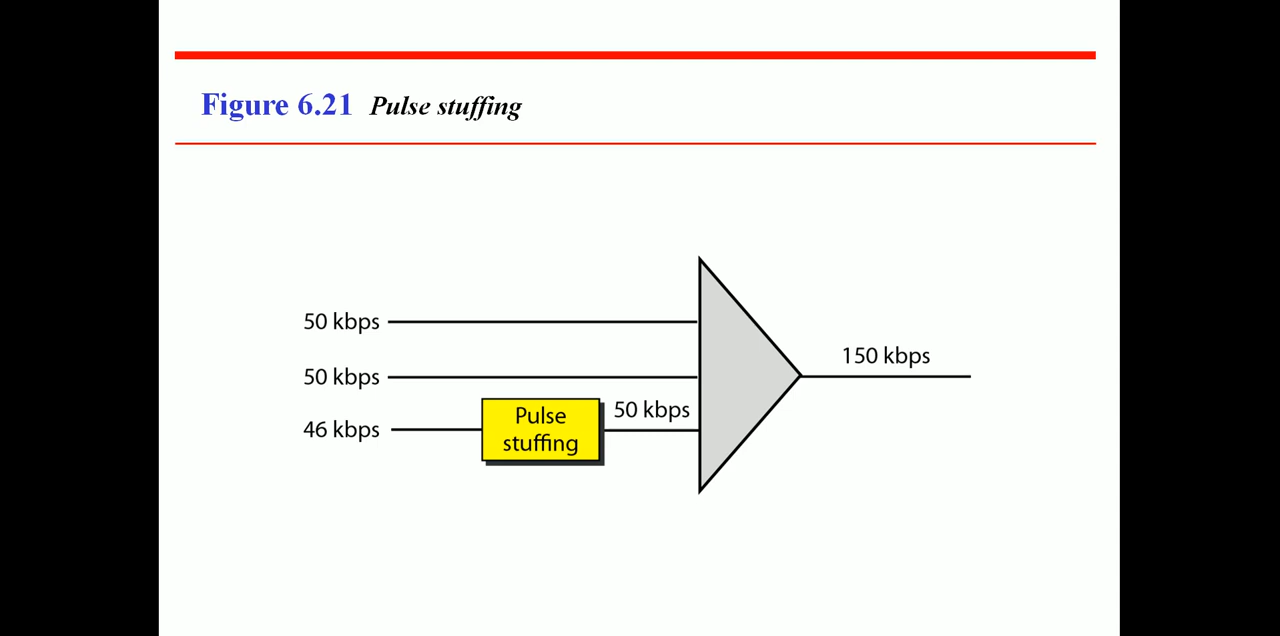 Figure 6.21 Pulse stuffing
50 kbps
150 kbps
50 kbps
Pulse
stuffing
50 kbps
46 kbps